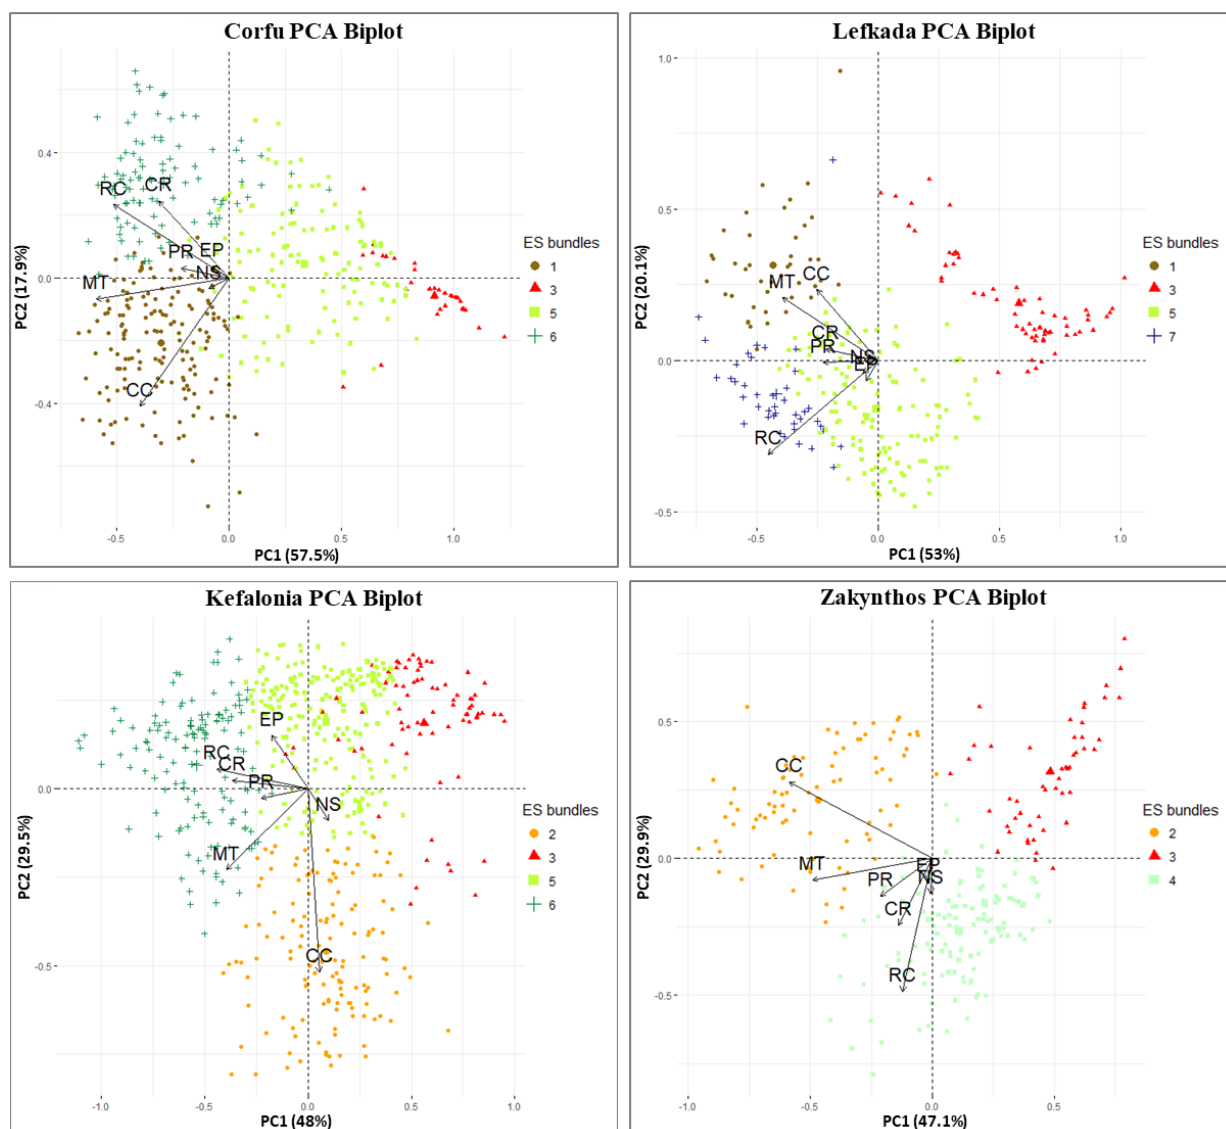 Corfu PCA Biplot
PC2 (17.9%)
0.4
0.0
-0.4
RC
CR
PR
EP
NS
MT
CC
-0.5
0.0
0.5
1.0
PC1 (57.5%)
ES bundles
1
3
5
6
Lefkada PCA Biplot
PC2 (20.1%)
1.0
0.5
0.0
-0.5
CC
MT
CR
PR
NS
EP
RC
-0.5
0.0
0.5
1.0
PC1 (53%)
ES bundles
1
3
5
7
Kefalonia PCA Biplot
PC2 (29.5%)
0.0
-0.5
EP
RC
CR
PR
NS
MT
CC
-1.0
-0.5
0.0
0.5
1.0
PC1 (48%)
ES bundles
2
3
5
6
Zakynthos PCA Biplot
PC2 (29.9%)
0.5
0.0
-0.5
CC
MT
EP
PR
NS
CR
RC
-1.0
-0.5
0.0
0.5
PC1 (47.1%)
ES bundles
2
3
4